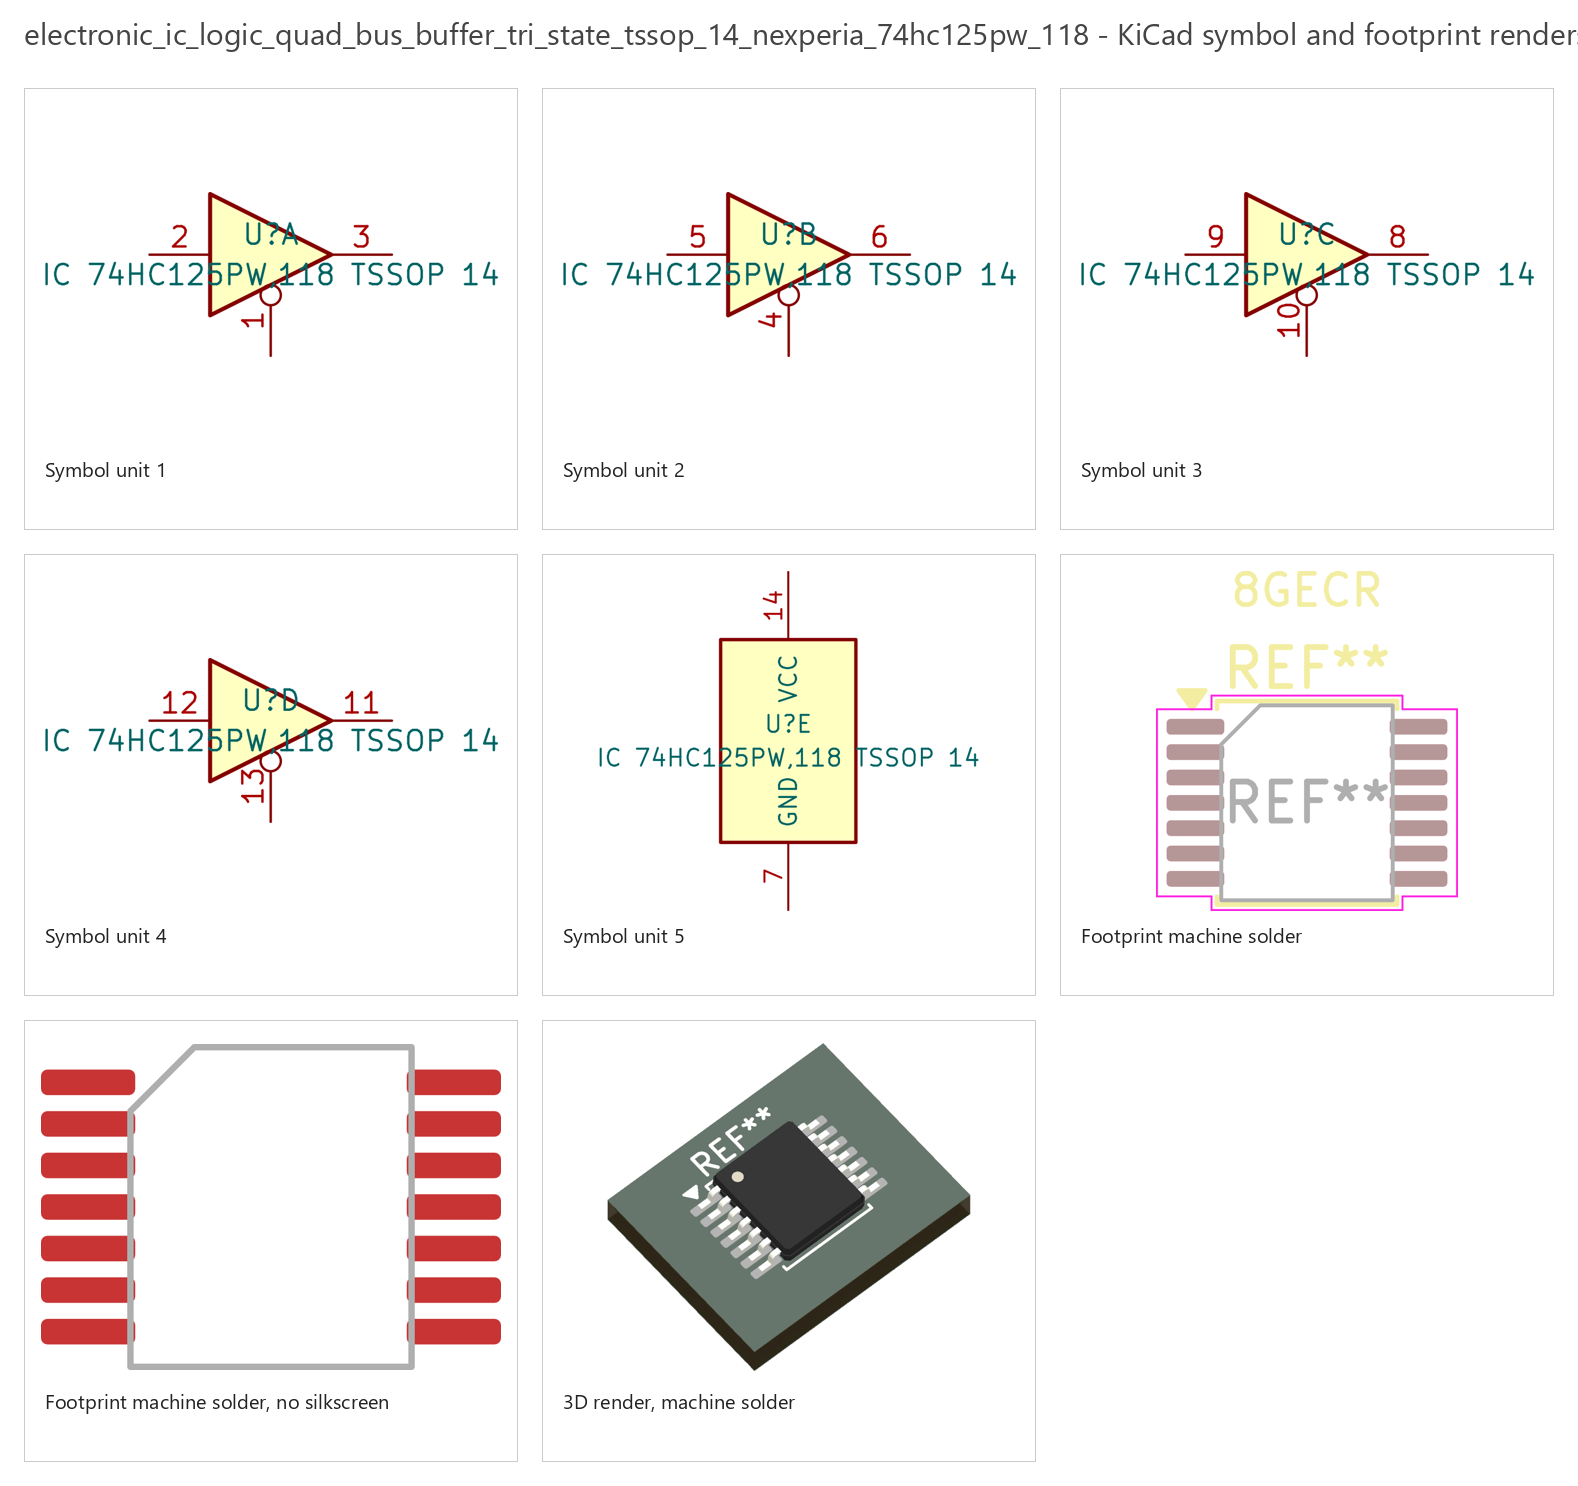 electronic_ic_logic_quad_bus_buffer_tri_state_tssop_14_nexperia_74hc125pw_118 - KiCad symbol and footprint renders
2
U?A
3
IC 74HC125PW,118 TSSOP 14
1
Symbol unit 1
5
U?B
6
IC 74HC125PW,118 TSSOP 14
4
Symbol unit 2
9
U?C
8
IC 74HC125PW,118 TSSOP 14
10
Symbol unit 3
12
U?D
11
IC 74HC125PW,118 TSSOP 14
13
Symbol unit 4
14
VCC
U?E
IC 74HC125PW,118 TSSOP 14
GND
7
Symbol unit 5
8GECR
REF**
REF**
Footprint machine solder
Footprint machine solder, no silkscreen
REF**
3D render, machine solder